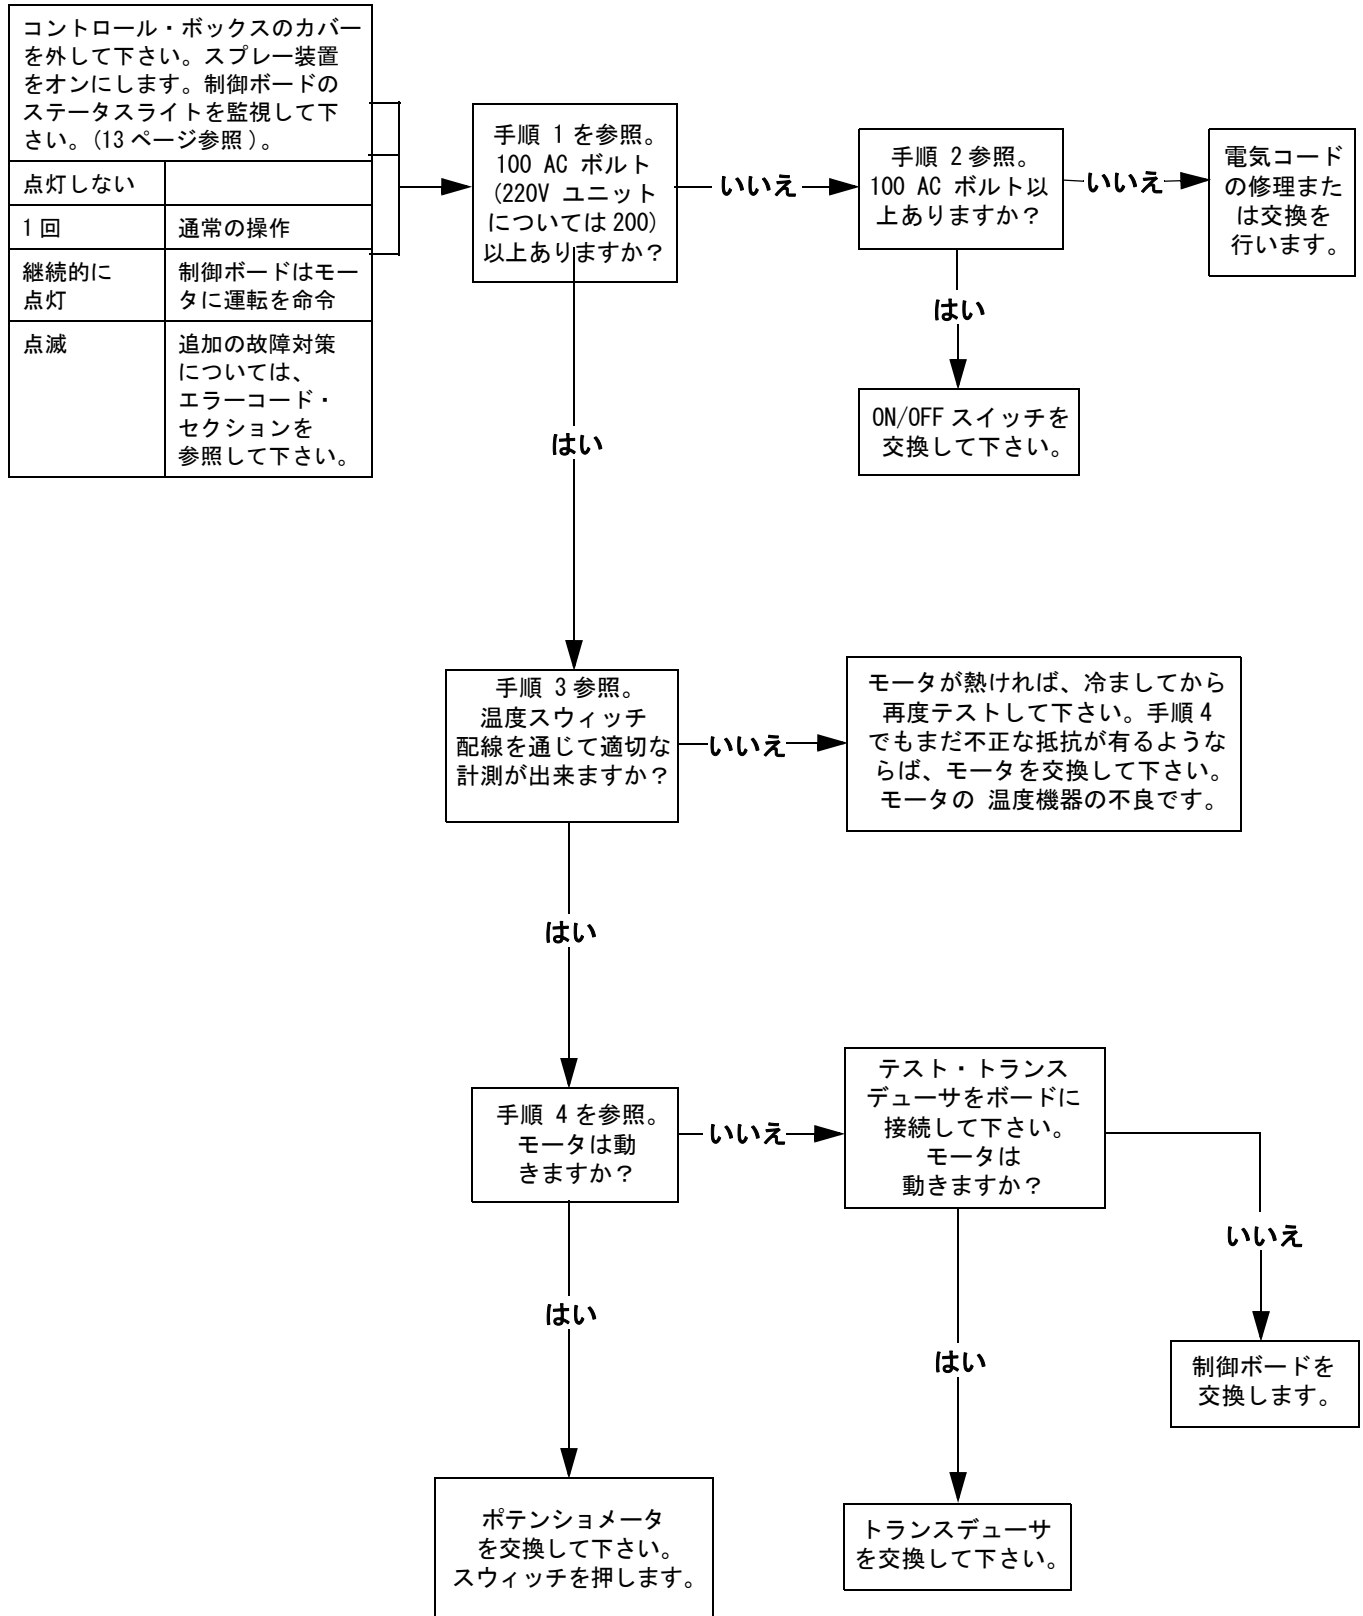 コントロール・ボックスのカバー
を外して下さい。スプレー装置
をオンにします。制御ボードの
ステータスライトを監視して下
さい。(13 ページ参照 )。
点灯しない
1 回
通常の操作
継続的に
点灯
制御ボードはモー
タに運転を命令
点滅
追加の故障対策
については、
エラーコード・
セクションを
参照して下さい。
手順 1 を参照。
100 AC ボルト
(220V ユニット
については 200)
以上ありますか?
いいえ
手順 2 参照。
100 AC ボルト以
上ありますか?
いいえ
電気コード
の修理また
は交換を
行います。
はい
ON/OFF スイッチを
交換して下さい。
はい
手順 3 参照。
温度スウィッチ
配線を通じて適切な
計測が出来ますか?
いいえ
モータが熱ければ、冷ましてから
再度テストして下さい。手順 4
でもまだ不正な抵抗が有るような
らば、モータを交換して下さい。
モータの 温度機器の不良です。
はい
手順 4 を参照。
モータは動
きますか?
いいえ
テスト・トランス
デューサをボードに
接続して下さい。
モータは
動きますか?
いいえ
制御ボードを
交換します。
はい
トランスデューサ
を交換して下さい。
はい
ポテンショメータ
を交換して下さい。
スウィッチを押します。